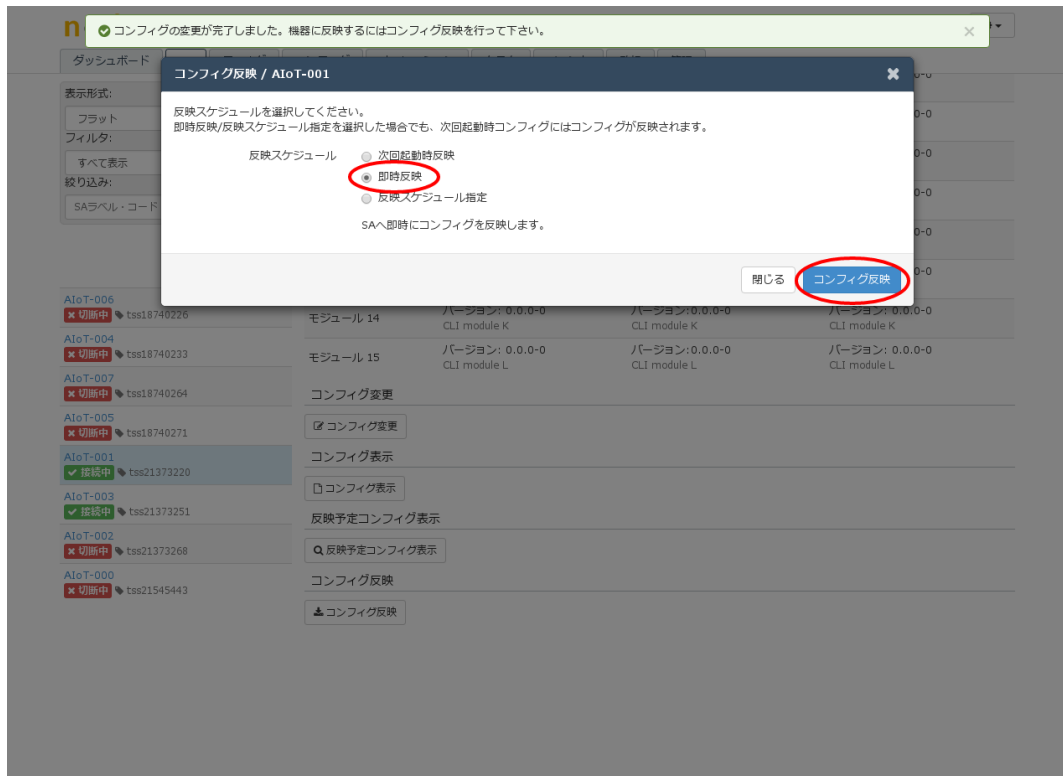 n
コンフィグの変更が完了しました。機器に反映するにはコンフィグ反映を行って下さい。
ダッシュボード
コンフィグ反映 / AIoT-001
反映スケジュールを選択してください。
即時反映/反映スケジュール指定を選択した場合でも、次回起動時コンフィグにはコンフィグが反映されます。
反映スケジュール
次回起動時反映
即時反映
反映スケジュール指定
SAへ即時にコンフィグを反映します。
閉じる
コンフィグ反映
表示形式:
フラット
フィルタ:
すべて表示
絞り込み:
SAラベル・コード
AIoT-006
切断中 tss18740226
AIoT-004
切断中 tss18740233
AIoT-007
切断中 tss18740264
AIoT-005
切断中 tss18740271
AIoT-001
接続中 tss21373220
AIoT-003
接続中 tss21373251
AIoT-002
切断中 tss21373268
AIoT-000
切断中 tss21545443
0-0
0-0
0-0
0-0
0-0
0-0
モジュール 14 バージョン: 0.0.0-0 バージョン:0.0.0-0 バージョン: 0.0.0-0
CLI module K CLI module K CLI module K
モジュール 15 バージョン: 0.0.0-0 バージョン:0.0.0-0 バージョン: 0.0.0-0
CLI module L CLI module L CLI module L
コンフィグ変更
コンフィグ変更
コンフィグ表示
コンフィグ表示
反映予定コンフィグ表示
反映予定コンフィグ表示
コンフィグ反映
コンフィグ反映